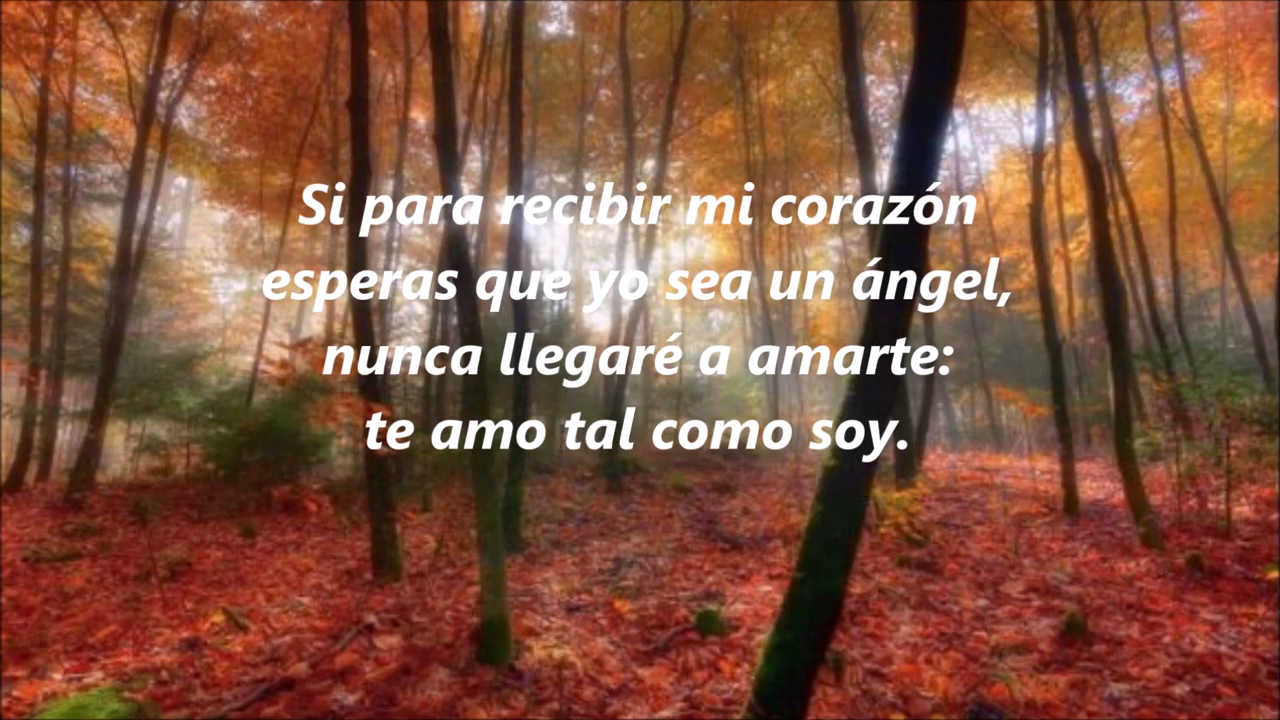 Si para recibir mi corazón
esperas que yo sea un ángel,
nunca llegaré a amarte:
te amo tal como soy.